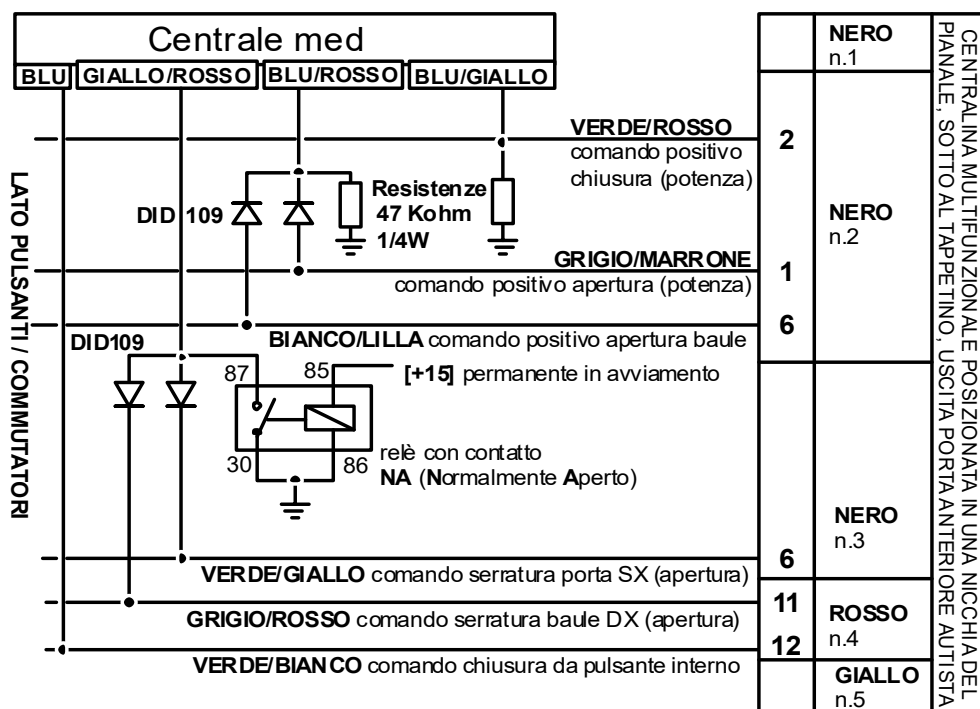 Centrale med
BLU
GIALLO/ROSSO
BLU/ROSSO
BLU/GIALLO
NERO
n.1
VERDE/ROSSO
comando positivo
chiusura (potenza)
2
Resistenze
47 Kohm
1/4W
DID 109
NERO
n.2
GRIGIO/MARRONE
comando positivo apertura (potenza)
1
6
BIANCO/LILLA comando positivo apertura baule
DID109
87
85
[+15] permanente in avviamento
30
86
relè con contatto
NA (Normalmente Aperto)
NERO
n.3
6
VERDE/GIALLO comando serratura porta SX (apertura)
11
GRIGIO/ROSSO comando serratura baule DX (apertura)
ROSSO
n.4
12
VERDE/BIANCO comando chiusura da pulsante interno
GIALLO
n.5
LATO PULSANTI / COMMUTATORI
CENTRALINA MULTIFUNZIONALE POSIZIONATA IN UNA NICCHIA DEL
PIANALE, SOTTO AL TAPPETINO, USCITA PORTA ANTERIORE AUTISTA